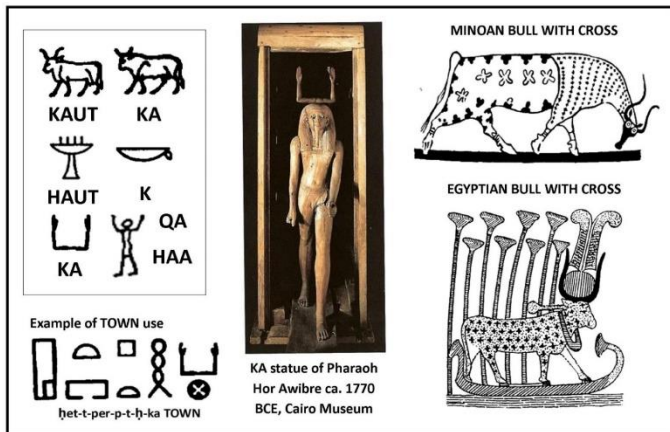 KAUT KA
HAUT K
KA QA
HAA
Example of TOWN use
ḥet-t-per-p-t-ḥ-ka TOWN
KA statue of Pharaoh
Hor Awibre ca. 1770
BCE, Cairo Museum
MINOAN BULL WITH CROSS
EGYPTIAN BULL WITH CROSS